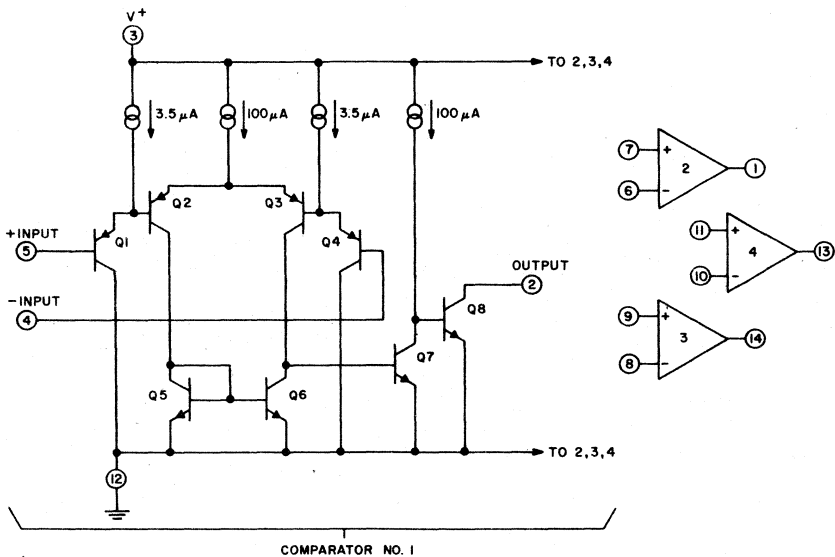 V+
3
TO 2,3,4
3.5µA
100µA
3.5µA
100µA
7
+
2
1
6
−
Q2
Q3
+INPUT
5
Q1
Q4
11
+
4
13
10
−
OUTPUT
2
−INPUT
4
Q8
9
+
3
14
8
−
Q7
Q5
Q6
TO 2,3,4
12
COMPARATOR NO. 1